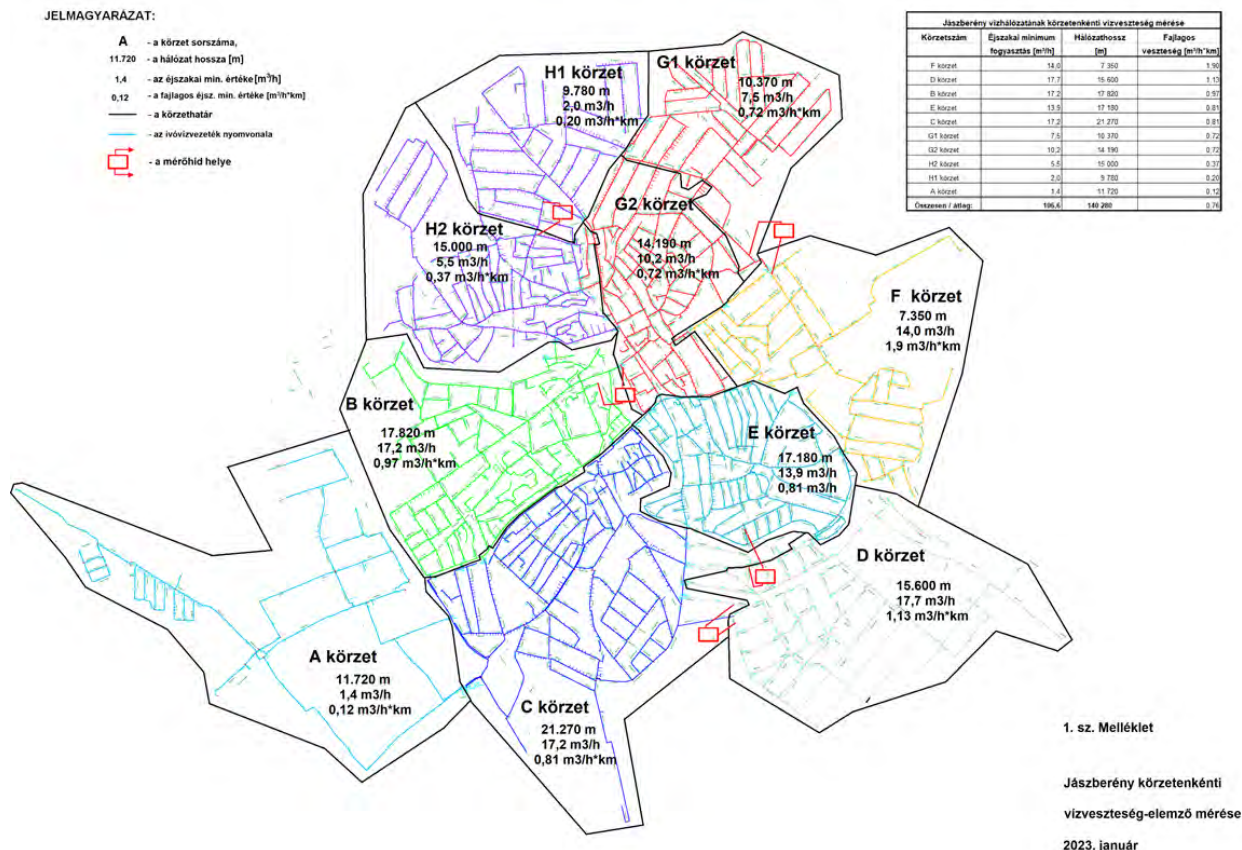 JELMAGYARÁZAT:
A - a körzet sorszáma,
11.720 - a hálózat hossza [m]
1,4 - az éjszakai min. értéke [m³/h]
0,12 - a fajlagos éjsz. min. értéke [m³/h*km]
- a körzethatár
- az ivóvízvezeték nyomvonala
- a mérőhíd helye
Jászberény vízhálózatának körzetenkénti vízveszteség mérése
Körzetszám Éjszakai minimum fogyasztás [m³/h] Hálózathossz [m] Fajlagos veszteség [m³/h*km]
F körzet 14,0 7 350 1,90
D körzet 17,7 15 600 1,13
B körzet 17,2 17 820 0,97
E körzet 13,9 17 180 0,81
C körzet 17,2 21 270 0,81
G1 körzet 7,5 10 370 0,72
G2 körzet 10,2 14 190 0,72
H2 körzet 5,5 15 000 0,37
H1 körzet 2,0 9 780 0,20
A körzet 1,4 11 720 0,12
Összesen / átlag: 106,6 140 280 0,76
H1 körzet
9.780 m
2,0 m3/h
0,20 m3/h*km
G1 körzet
10.370 m
7,5 m3/h
0,72 m3/h*km
G2 körzet
14.190 m
10,2 m3/h
0,72 m3/h*km
H2 körzet
15.000 m
5,5 m3/h
0,37 m3/h*km
F körzet
7.350 m
14,0 m3/h
1,9 m3/h*km
B körzet
17.820 m
17,2 m3/h
0,97 m3/h*km
E körzet
17.180 m
13,9 m3/h
0,81 m3/h
D körzet
15.600 m
17,7 m3/h
1,13 m3/h*km
A körzet
11.720 m
1,4 m3/h
0,12 m3/h*km
C körzet
21.270 m
17,2 m3/h
0,81 m3/h*km
1. sz. Melléklet
Jászberény körzetenkénti
vízveszteség-elemző mérése
2023. január